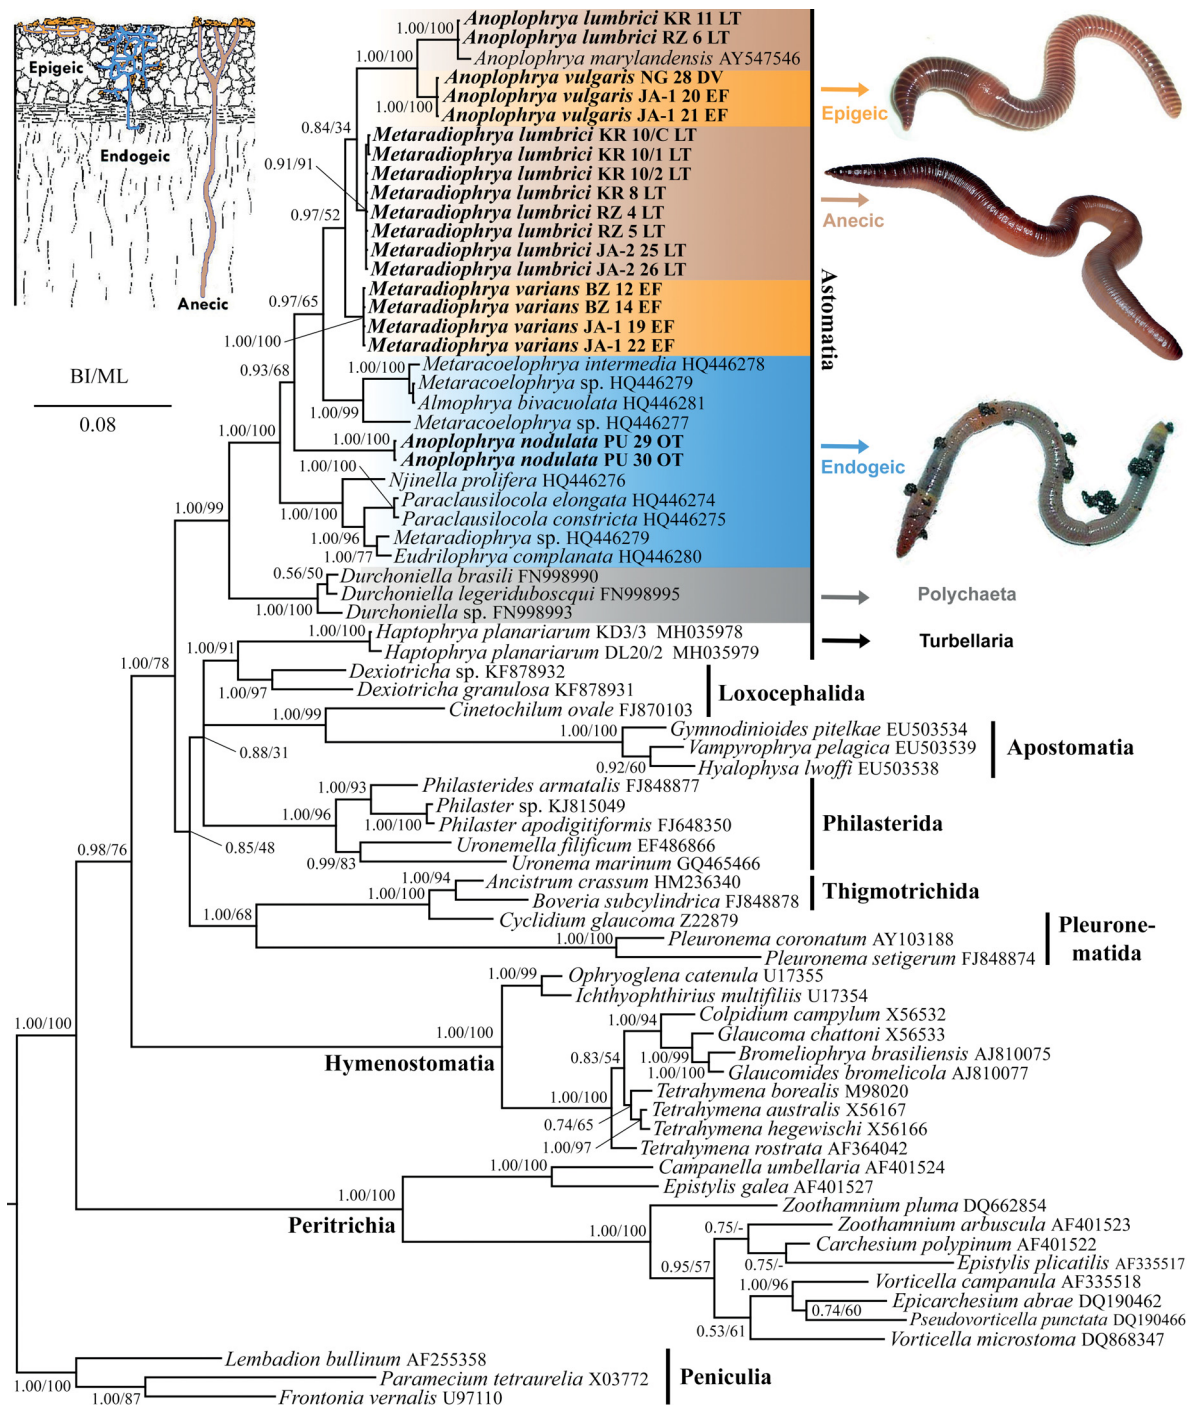 Epigeic
Endogeic
Anecic
BI/ML
0.08
1.00/100
Anoplophrya lumbrici KR 11 LT
Anoplophrya lumbrici RZ 6 LT
Anoplophrya marylandensis AY547546
1.00/100
Anoplophrya vulgaris NG 28 DV
Anoplophrya vulgaris JA-1 20 EF
Anoplophrya vulgaris JA-1 21 EF
1.00/100
0.84/34
Metaradiophrya lumbrici KR 10/C LT
Metaradiophrya lumbrici KR 10/1 LT
0.91/91
Metaradiophrya lumbrici KR 10/2 LT
Metaradiophrya lumbrici KR 8 LT
Metaradiophrya lumbrici RZ 4 LT
0.97/52
Metaradiophrya lumbrici RZ 5 LT
Metaradiophrya lumbrici JA-2 25 LT
Metaradiophrya lumbrici JA-2 26 LT
Metaradiophrya varians BZ 12 EF
0.97/65
Metaradiophrya varians BZ 14 EF
Metaradiophrya varians JA-1 19 EF
1.00/100
Metaradiophrya varians JA-1 22 EF
1.00/100
Metaracoelophrya intermedia HQ446278
0.93/68
Metaracoelophrya sp. HQ446279
Almophrya bivacuolata HQ446281
1.00/99
Metaracoelophrya sp. HQ446277
1.00/100
1.00/100
Anoplophrya nodulata PU 29 OT
Anoplophrya nodulata PU 30 OT
1.00/100
Njinella prolifera HQ446276
Paraclausilocola elongata HQ446274
1.00/99
1.00/100
Paraclausilocola constricta HQ446275
1.00/96
Metaradiophrya sp. HQ446279
1.00/77
Eudrilophrya complanata HQ446280
0.56/50
Durchoniella brasili FN998990
Durchoniella legeriduboscqui FN998995
1.00/100
Durchoniella sp. FN998993
Astomatia
Epigeic
Anecic
Endogeic
Polychaeta
Turbellaria
1.00/100
Haptophrya planariarum KD3/3 MH035978
1.00/91
Haptophrya planariarum DL20/2 MH035979
1.00/78
Dexiotricha sp. KF878932
1.00/97
Dexiotricha granulosa KF878931
Loxocephalida
1.00/99
Cinetochilum ovale FJ870103
1.00/100
Gymnodinioides pitelkae EU503534
0.88/31
Vampyrophrya pelagica EU503539
0.92/60
Hyalophysa lwoffi EU503538
Apostomatia
1.00/93
Philasterides armatalis FJ848877
1.00/96
Philaster sp. KJ815049
1.00/100
Philaster apodigitiformis FJ648350
0.98/76
0.85/48
Uronemella filificum EF486866
0.99/83
Uronema marinum GQ465466
Philasterida
1.00/94
Ancistrum crassum HM236340
1.00/100
Boveria subcylindrica FJ848878
1.00/68
Cyclidium glaucoma Z22879
Thigmotrichida
1.00/100
Pleuronema coronatum AY103188
Pleuronema setigerum FJ848874
Pleurone-
matida
1.00/99
Ophryoglena catenula U17355
Ichthyophthirius multifiliis U17354
1.00/100
1.00/100
Hymenostomatia
1.00/94
Colpidium campylum X56532
Glaucoma chattoni X56533
0.83/54
1.00/99
Bromeliophrya brasiliensis AJ810075
1.00/100
Glaucomides bromelicola AJ810077
1.00/100
Tetrahymena borealis M98020
Tetrahymena australis X56167
0.74/65
Tetrahymena hegewischi X56166
1.00/97
Tetrahymena rostrata AF364042
1.00/100
Campanella umbellaria AF401524
1.00/100
Epistylis galea AF401527
Peritrichia
Zoothamnium pluma DQ662854
1.00/100
0.75/-
Zoothamnium arbuscula AF401523
Carchesium polypinum AF401522
0.95/57
0.75/-
Epistylis plicatilis AF335517
1.00/96
Vorticella campanula AF335518
Epicarchesium abrae DQ190462
0.74/60
Pseudovorticella punctata DQ190466
0.53/61
Vorticella microstoma DQ868347
Lembadion bullinum AF255358
1.00/100
Paramecium tetraurelia X03772
1.00/87
Frontonia vernalis U97110
Peniculia